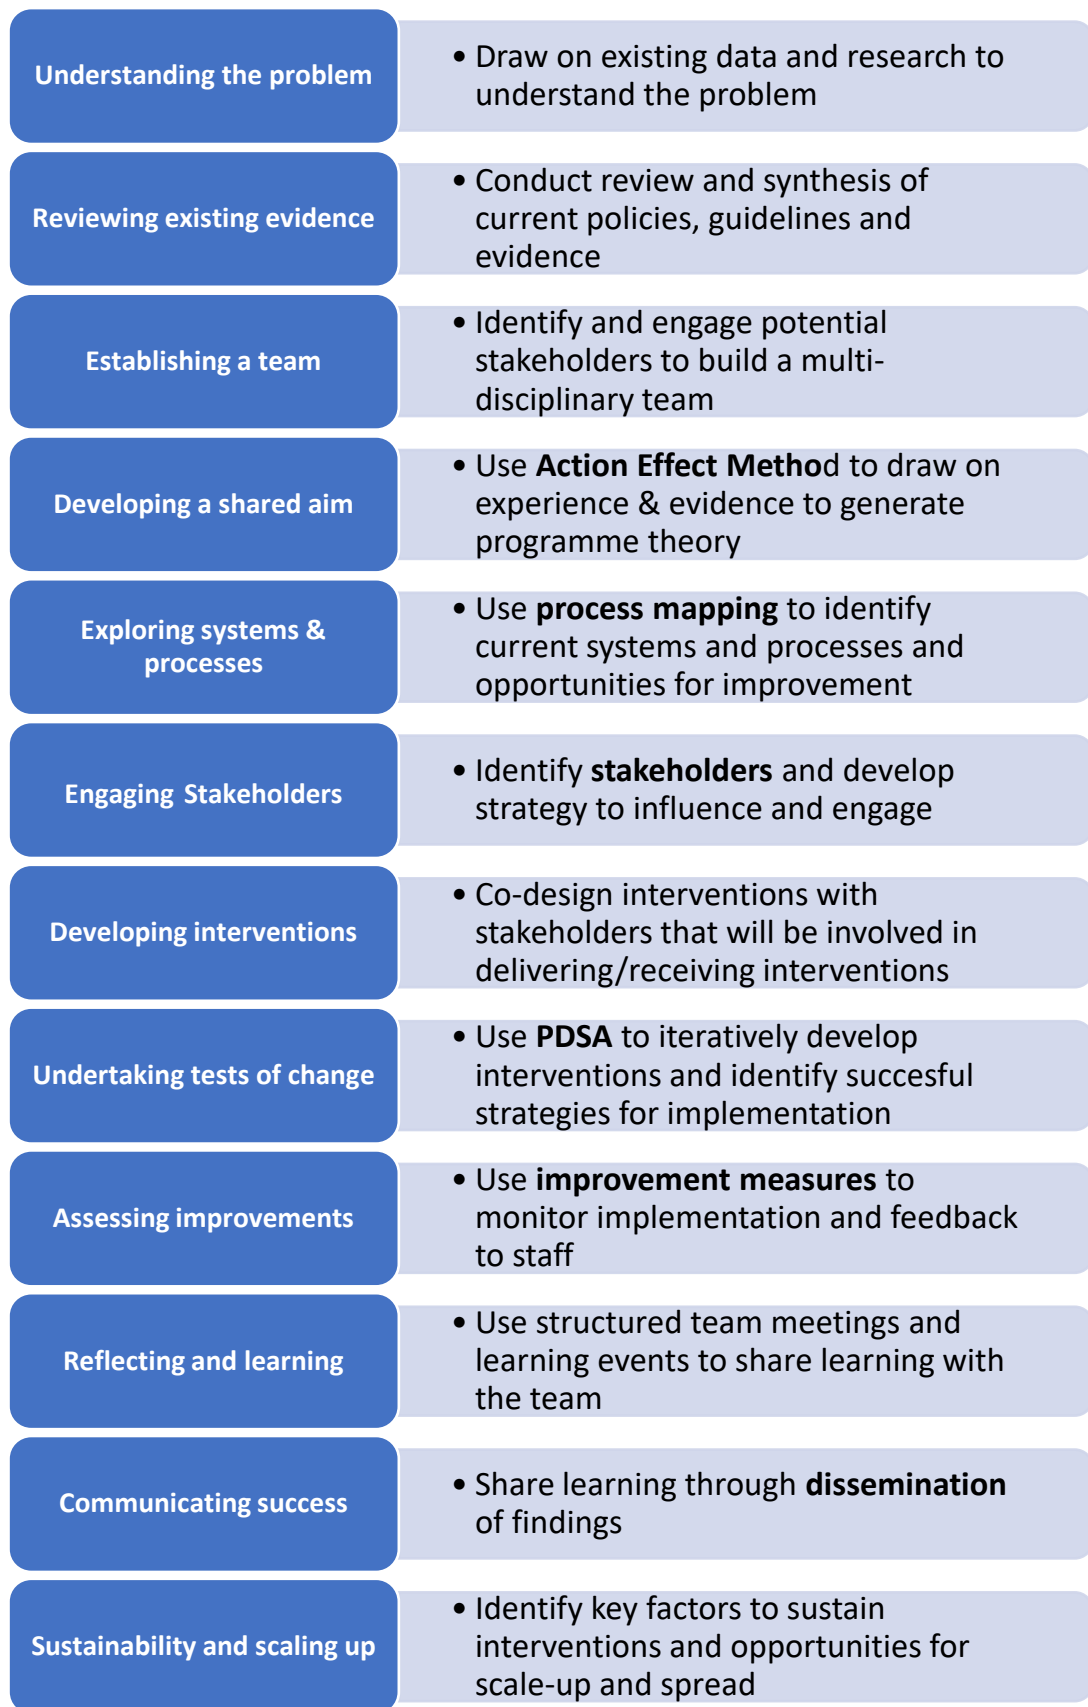 Understanding the problem
• Draw on existing data and research to
understand the problem
Reviewing existing evidence
• Conduct review and synthesis of
current policies, guidelines and
evidence
Establishing a team
• Identify and engage potential
stakeholders to build a multi-
disciplinary team
Developing a shared aim
• Use Action Effect Method to draw on
experience & evidence to generate
programme theory
Exploring systems &
processes
• Use process mapping to identify
current systems and processes and
opportunities for improvement
Engaging Stakeholders
• Identify stakeholders and develop
strategy to influence and engage
Developing interventions
• Co-design interventions with
stakeholders that will be involved in
delivering/receiving interventions
Undertaking tests of change
• Use PDSA to iteratively develop
interventions and identify succesful
strategies for implementation
Assessing improvements
• Use improvement measures to
monitor implementation and feedback
to staff
Reflecting and learning
• Use structured team meetings and
learning events to share learning with
the team
Communicating success
• Share learning through dissemination
of findings
Sustainability and scaling up
• Identify key factors to sustain
interventions and opportunities for
scale-up and spread